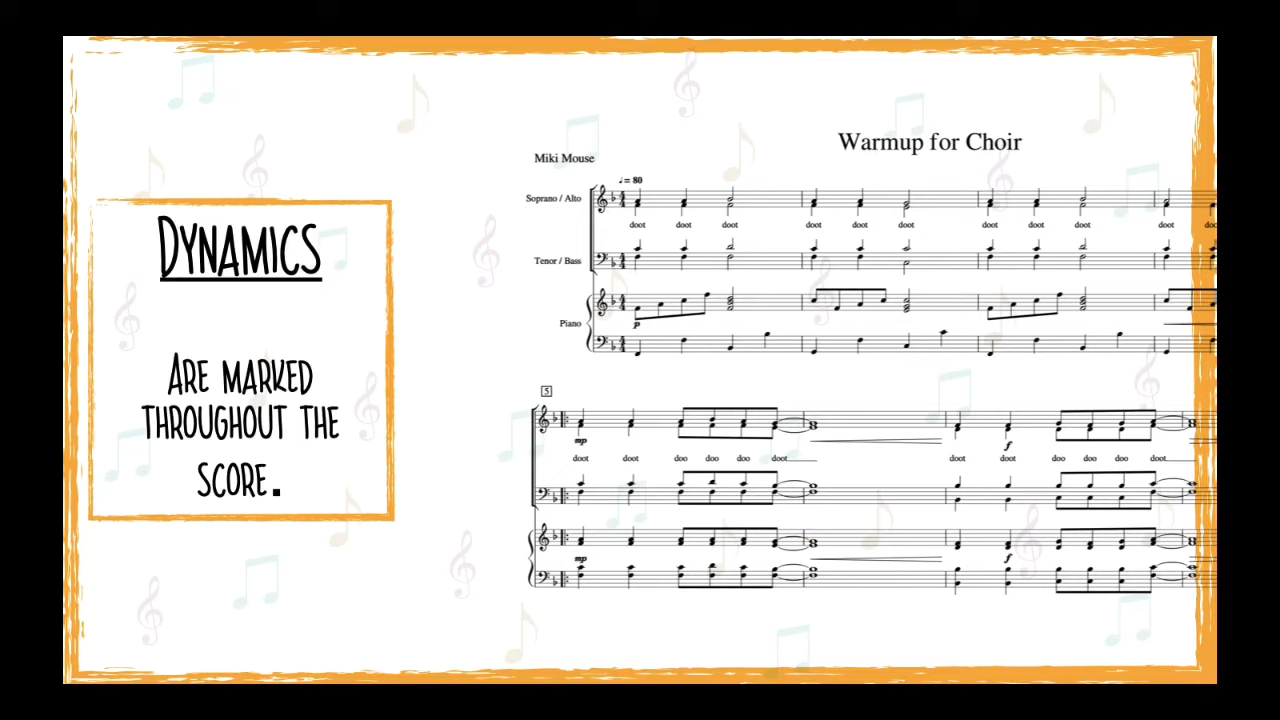 DYNAMICS
ARE MARKED
THROUGHOUT THE
SCORE.
Warmup for Choir
Miki Mouse
♩ = 80
Soprano / Alto
doot doot doot doot doot doot doot doot doot doot
Tenor / Bass
Piano
p
5
mp f
doot doot doo doo doo doot doot doot doo doo doo doot
mp f